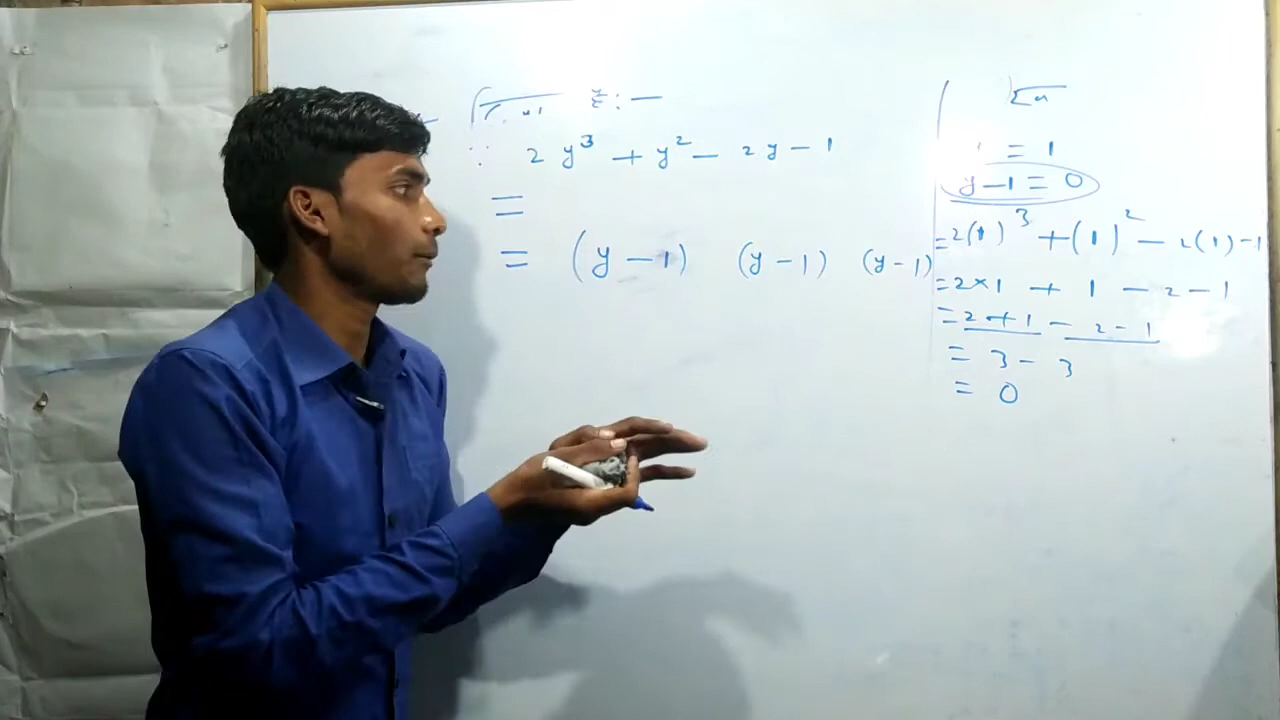 2y³ + y² - 2y - 1
=
= (y - 1) (y - 1) (y - 1)
= 1
y - 1 = 0
= 2(1)³ + (1)² - 2(1) - 1
= 2×1 + 1 - 2 - 1
= 2 + 1 - 2 - 1
= 3 - 3
= 0